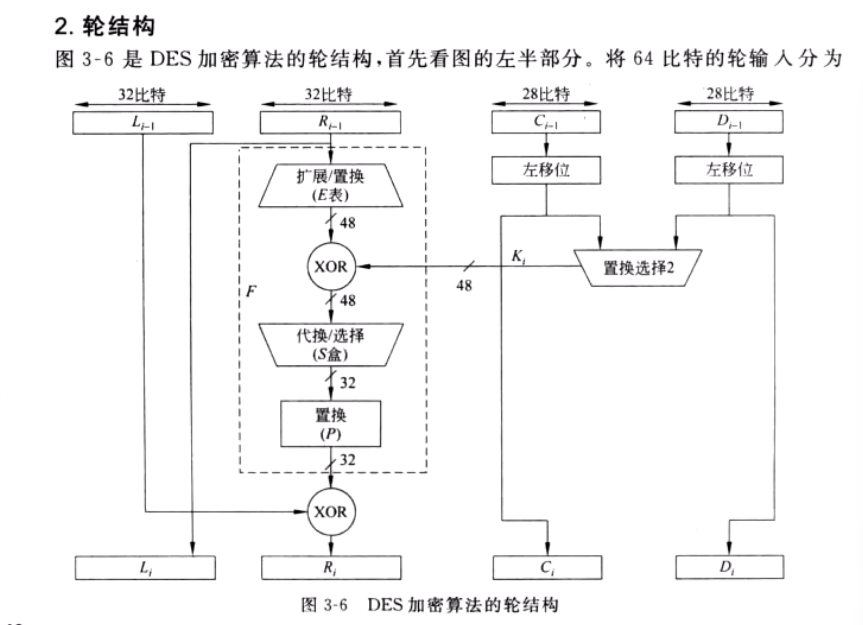 2. 轮结构
图 3-6 是 DES 加密算法的轮结构,首先看图的左半部分。将 64 比特的轮输入分为
32比特 32比特 28比特 28比特
L_{i-1} R_{i-1} C_{i-1} D_{i-1}
扩展/置换
(E表)
左移位 左移位
48
XOR
K_i
48
置换选择2
F
48
代换/选择
(S盒)
32
置换
(P)
32
XOR
L_i R_i C_i D_i
图 3-6 DES 加密算法的轮结构